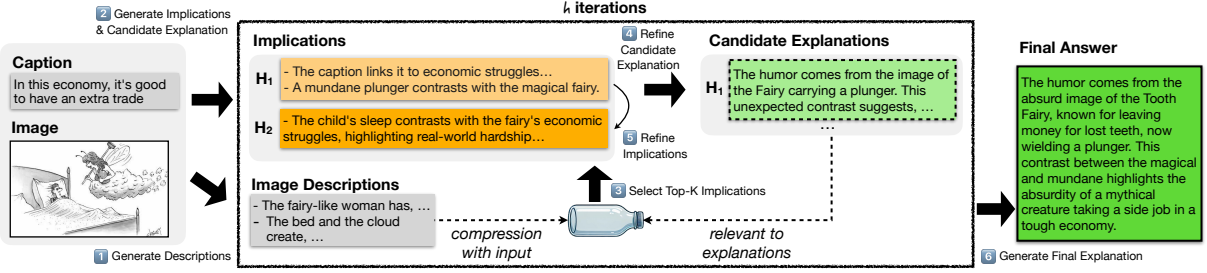 h iterations
2 Generate Implications
& Candidate Explanation
Caption
In this economy, it's good
to have an extra trade
Image
1 Generate Descriptions
Implications
H1
- The caption links it to economic struggles…
- A mundane plunger contrasts with the magical fairy.
H2
- The child's sleep contrasts with the fairy's economic
struggles, highlighting real-world hardship…
4 Refine
Candidate
Explanation
5 Refine
Implications
Image Descriptions
- The fairy-like woman has, …
- The bed and the cloud
create, …
3 Select Top-K Implications
compression
with input
relevant to
explanations
Candidate Explanations
H1
The humor comes from the image of
the Fairy carrying a plunger. This
unexpected contrast suggests, …
…
Final Answer
The humor comes from the
absurd image of the Tooth
Fairy, known for leaving
money for lost teeth, now
wielding a plunger. This
contrast between the magical
and mundane highlights the
absurdity of a mythical
creature taking a side job in a
tough economy.
6 Generate Final Explanation